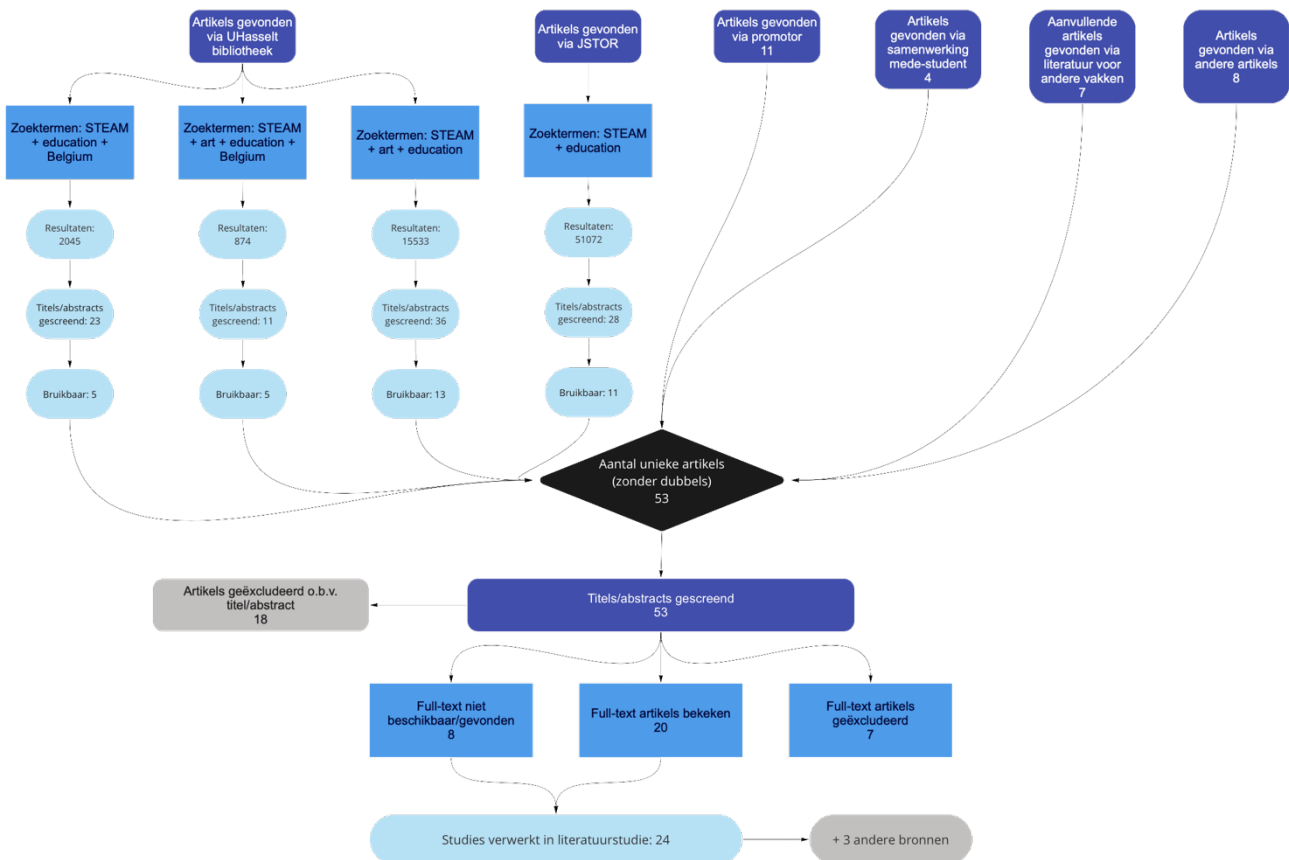 Artikels gevonden
via UHasselt
bibliotheek
Artikels gevonden
via JSTOR
Artikels gevonden
via promotor
11
Artikels
gevonden via
samenwerking
mede-student
4
Aanvullende
artikels
gevonden via
literatuur voor
andere vakken
7
Artikels
gevonden via
andere artikels
8
Zoektermen: STEAM
+ education +
Belgium
Zoektermen: STEAM
+ art + education +
Belgium
Zoektermen: STEAM
+ art + education
Zoektermen: STEAM
+ education
Resultaten:
2045
Resultaten:
874
Resultaten:
15533
Resultaten:
51072
Titels/abstracts
gescreend: 23
Titels/abstracts
gescreend: 11
Titels/abstracts
gescreend: 36
Titels/abstracts
gescreend: 28
Bruikbaar: 5
Bruikbaar: 5
Bruikbaar: 13
Bruikbaar: 11
Aantal unieke artikels
(zonder dubbels)
53
Artikels geëxcludeerd o.b.v.
titel/abstract
18
Titels/abstracts gescreend
53
Full-text niet
beschikbaar/gevonden
8
Full-text artikels bekeken
20
Full-text artikels
geëxcludeerd
7
Studies verwerkt in literatuurstudie: 24
+ 3 andere bronnen